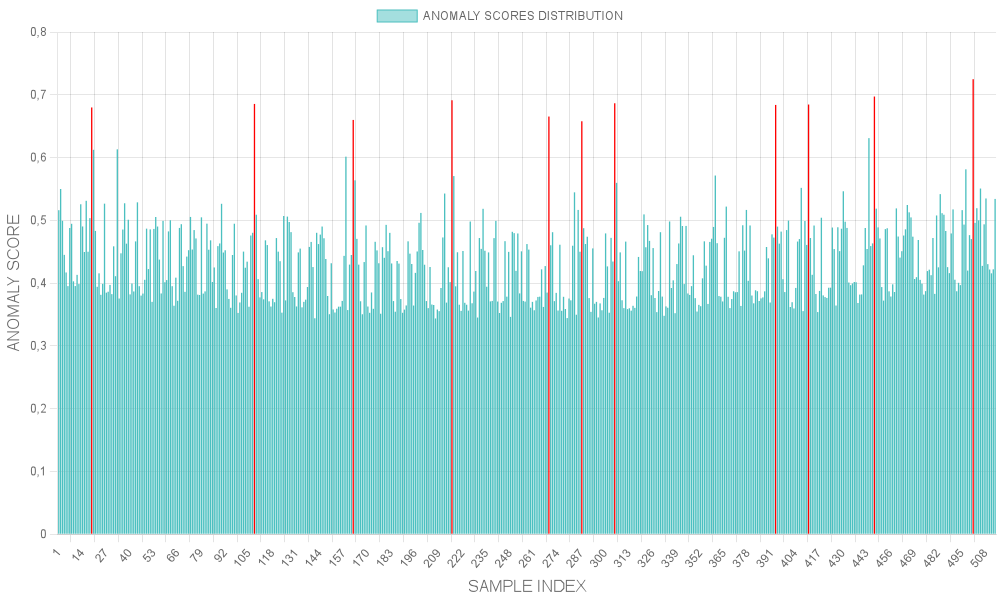 ANOMALY SCORES DISTRIBUTION
0,8
0,7
0,6
0,5
0,4
0,3
0,2
0,1
0
ANOMALY SCORE
1 14 27 40 53 66 79 92 105 118 131 144 157 170 183 196 209 222 235 248 261 274 287 300 313 326 339 352 365 378 391 404 417 430 443 456 469 482 495 508
SAMPLE INDEX